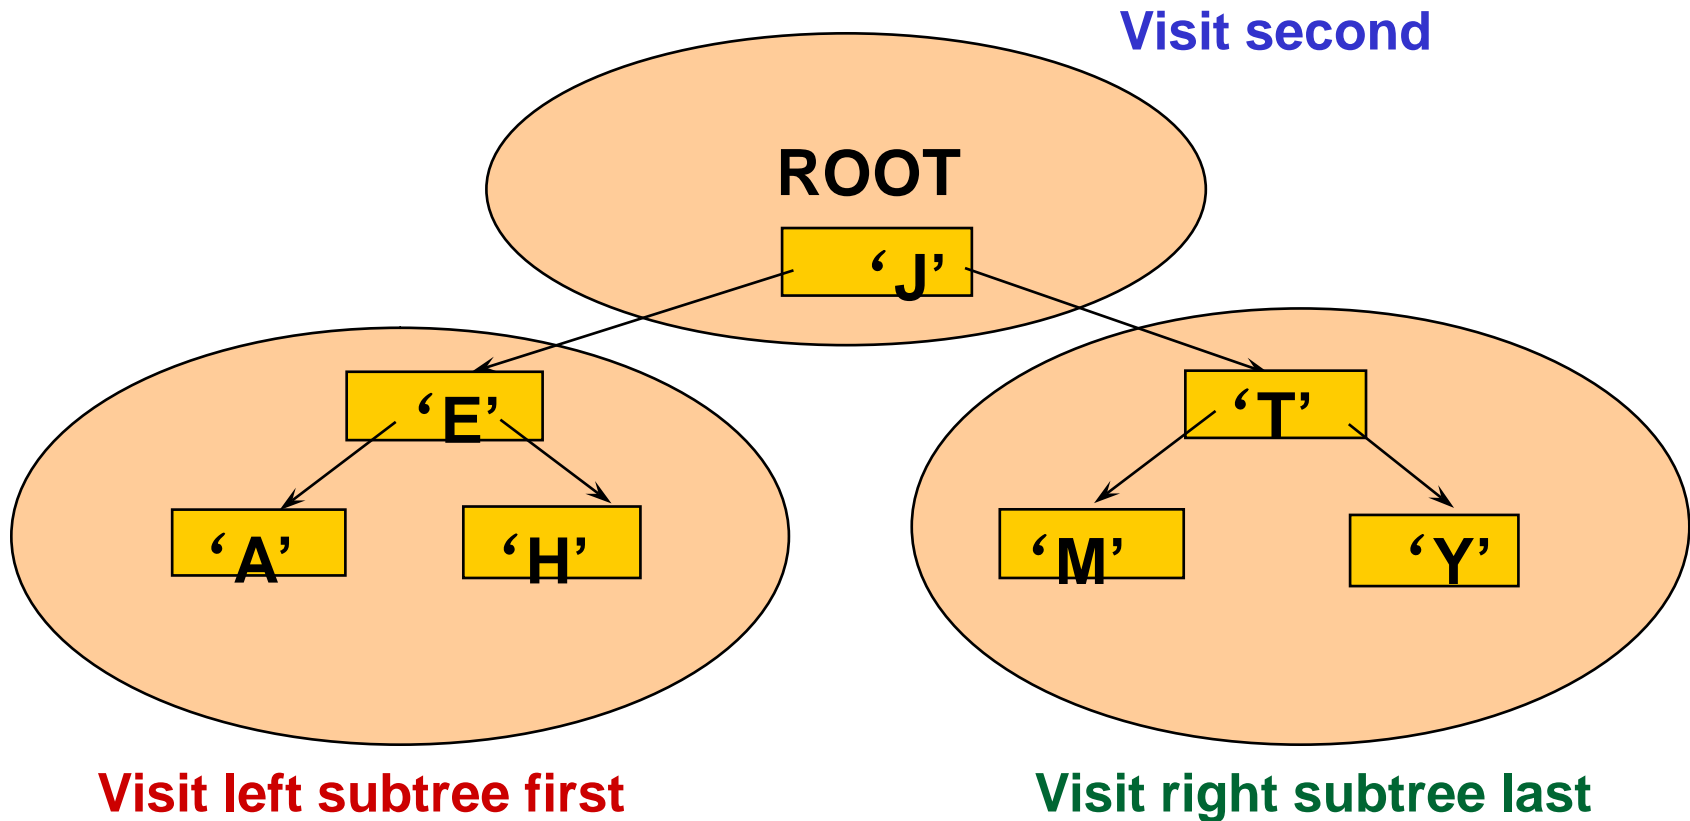 Visit second
ROOT
‘J’
‘E’
‘T’
‘A’
‘H’
‘M’
‘Y’
Visit left subtree first
Visit right subtree last